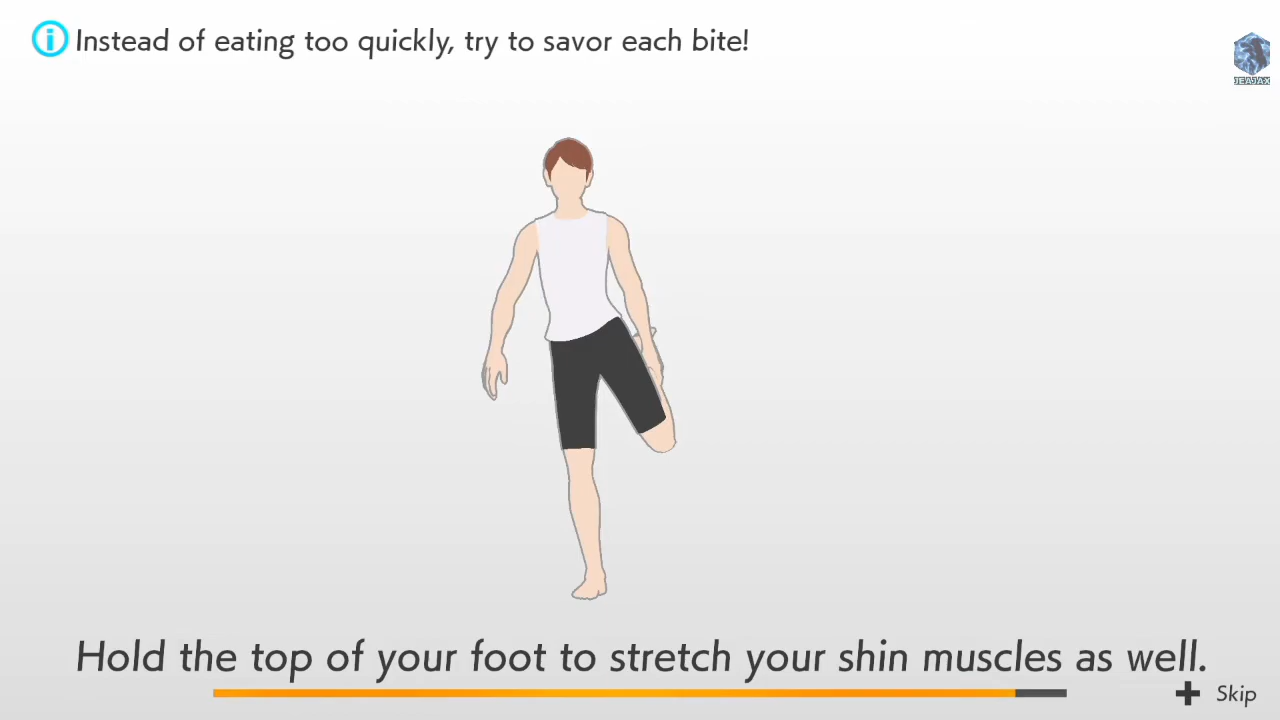 Instead of eating too quickly, try to savor each bite!
JEAJAX
Hold the top of your foot to stretch your shin muscles as well.
Skip